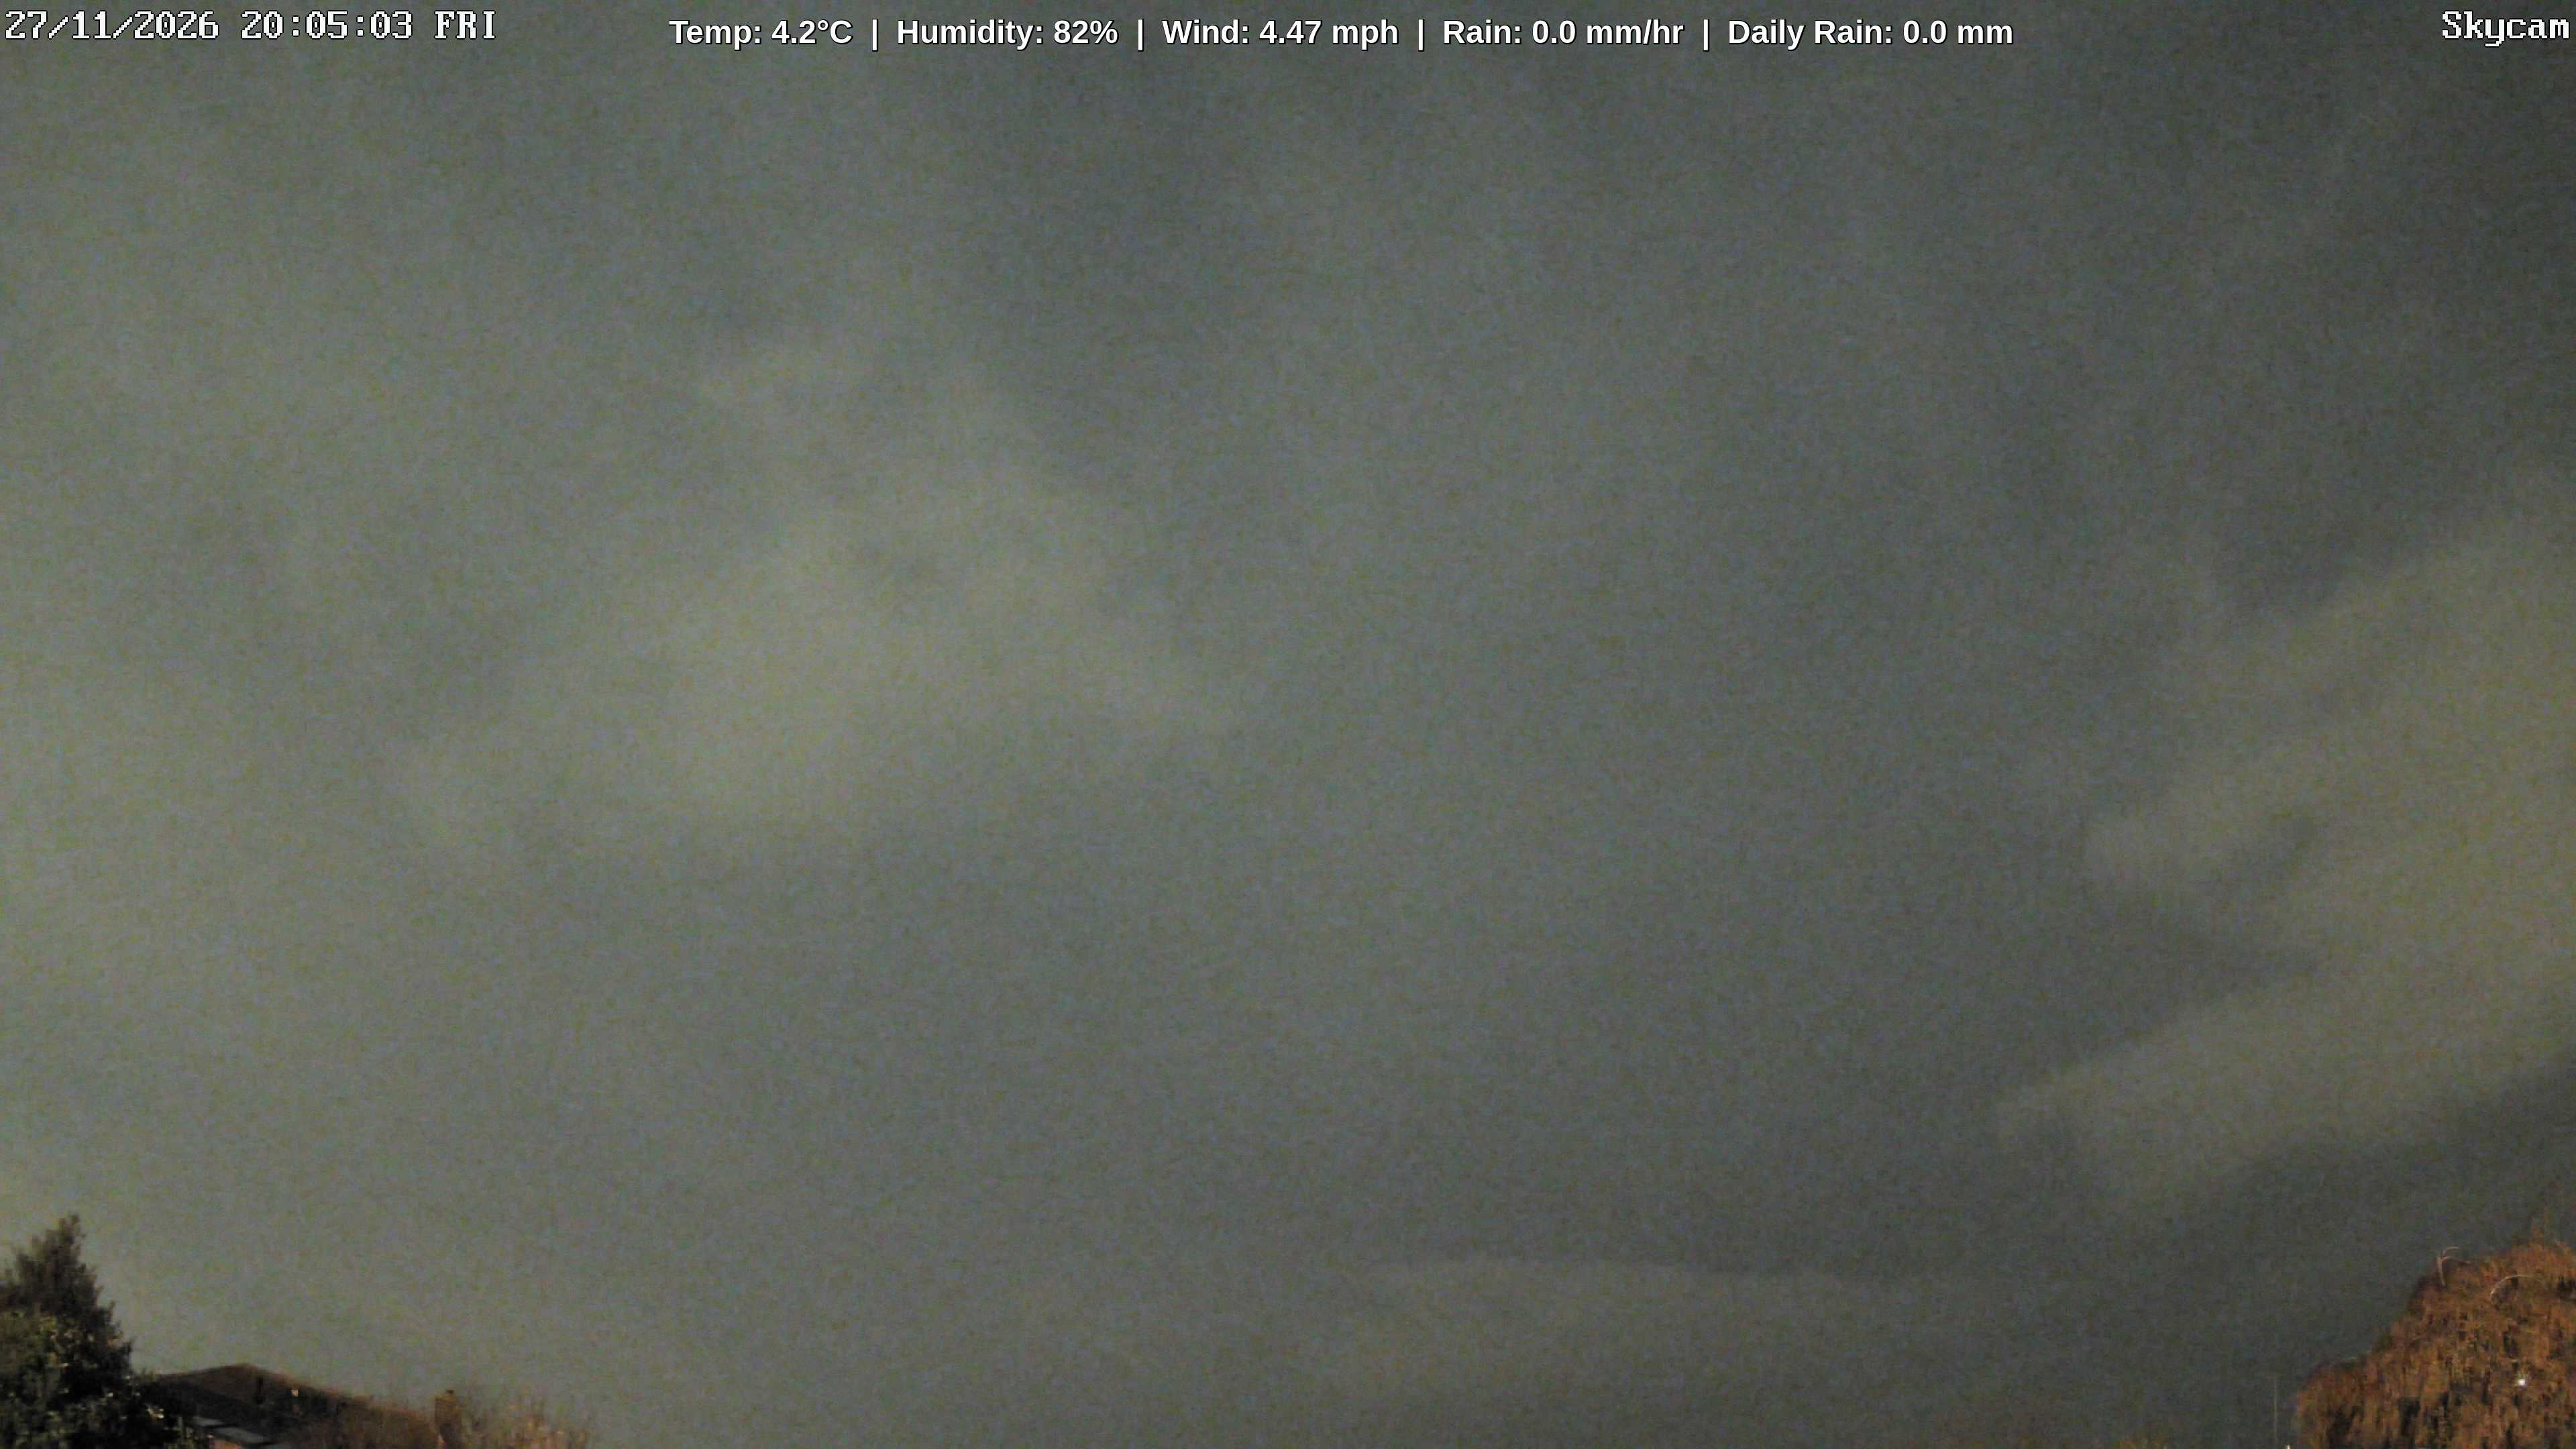 27/11/2026 20:05:03 FRI
Temp: 4.2°C | Humidity: 82% | Wind: 4.47 mph | Rain: 0.0 mm/hr | Daily Rain: 0.0 mm
Skycam